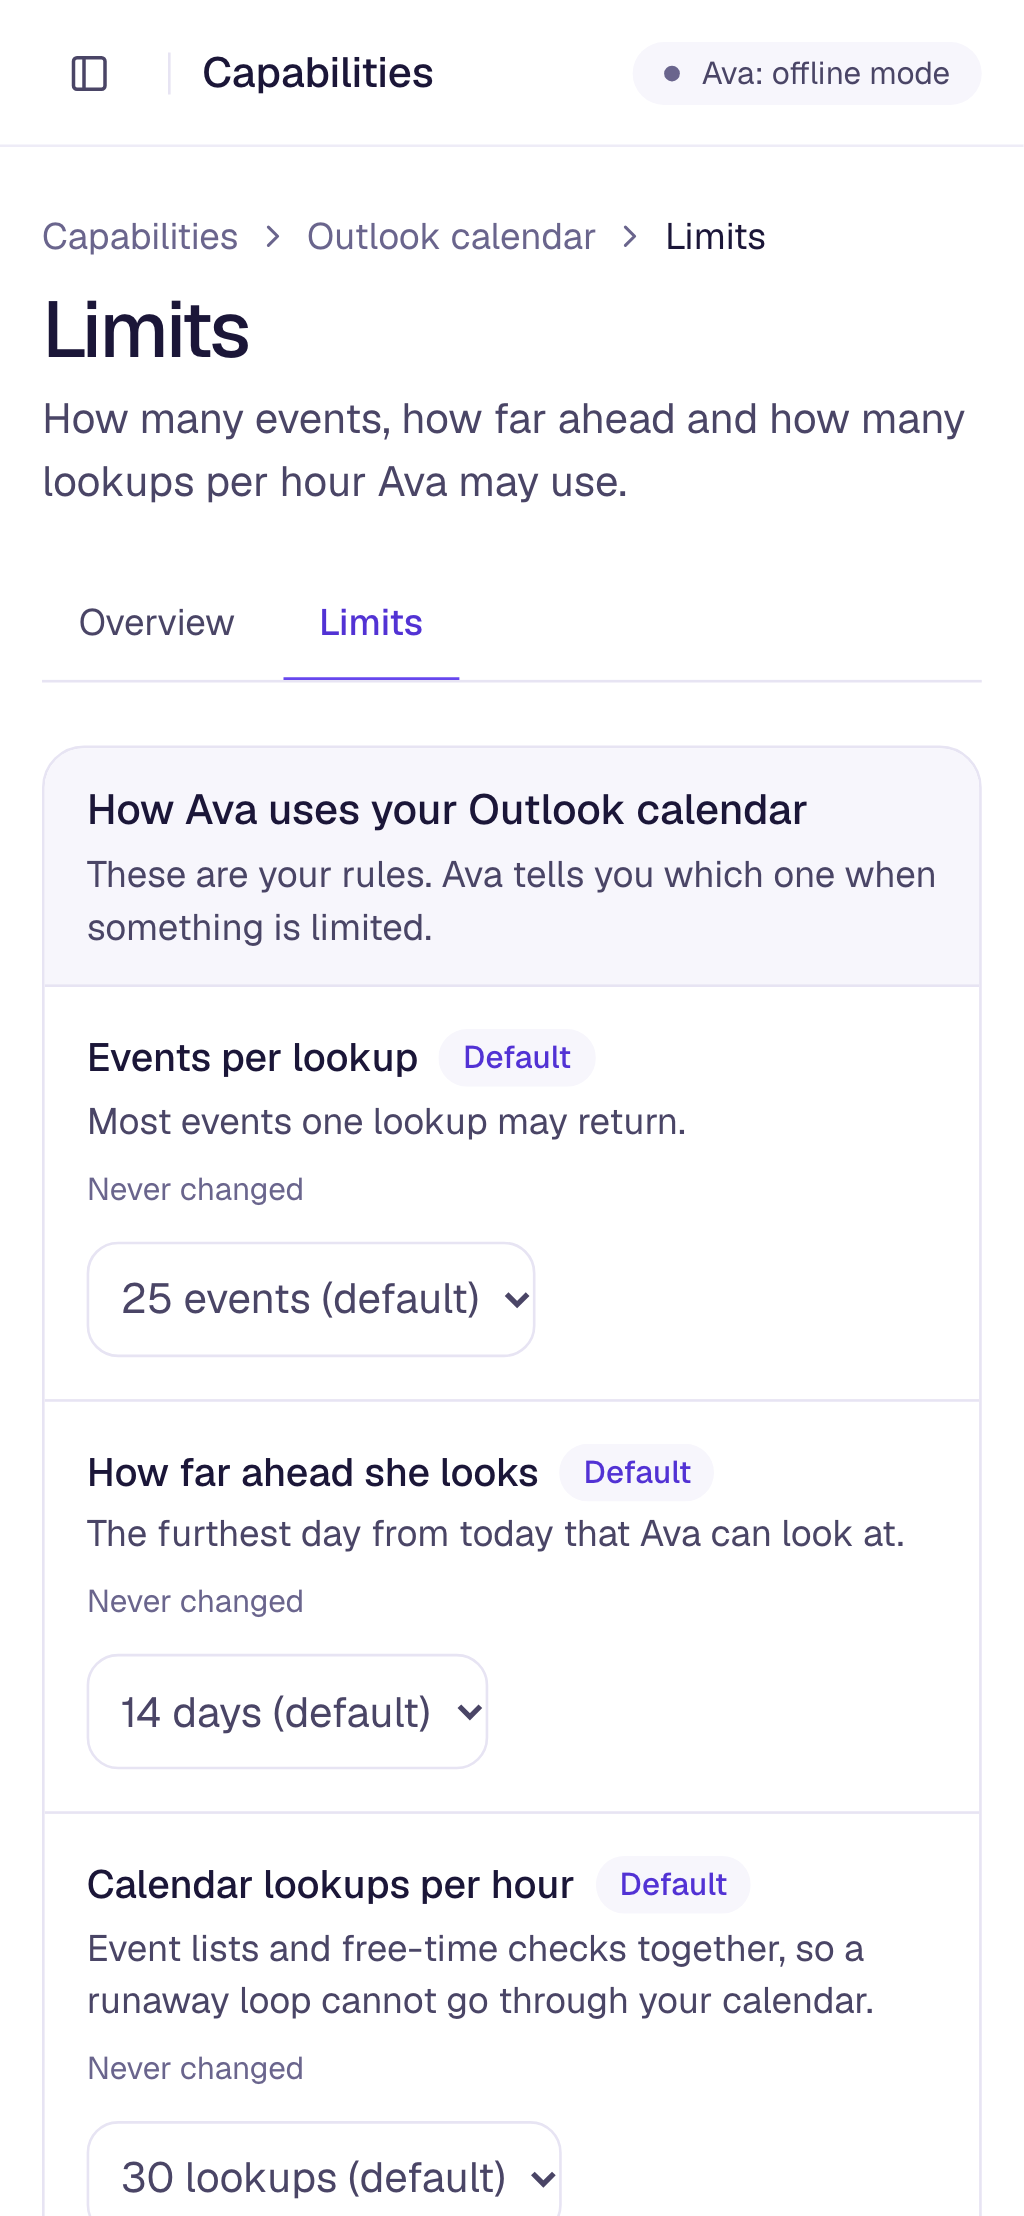 Capabilities
Ava: offline mode
Capabilities > Outlook calendar > Limits
Limits
How many events, how far ahead and how many
lookups per hour Ava may use.
Overview
Limits
How Ava uses your Outlook calendar
These are your rules. Ava tells you which one when
something is limited.
Events per lookup
Default
Most events one lookup may return.
Never changed
25 events (default)
How far ahead she looks
Default
The furthest day from today that Ava can look at.
Never changed
14 days (default)
Calendar lookups per hour
Default
Event lists and free-time checks together, so a
runaway loop cannot go through your calendar.
Never changed
30 lookups (default)